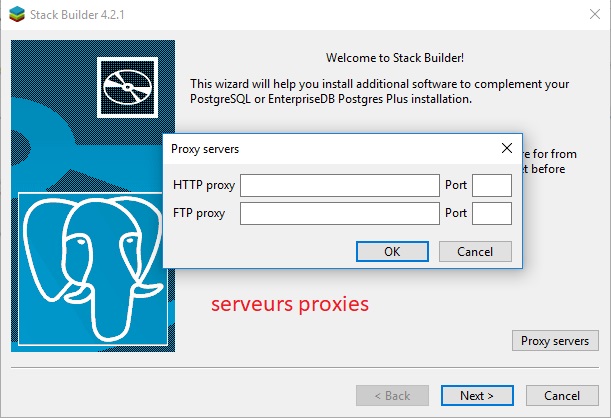 Stack Builder 4.2.1
Welcome to Stack Builder!
This wizard will help you install additional software to complement your
PostgreSQL or EnterpriseDB Postgres Plus installation.
Proxy servers
HTTP proxy
Port
FTP proxy
Port
OK
Cancel
for from
before
serveurs proxies
Proxy servers
< Back
Next >
Cancel